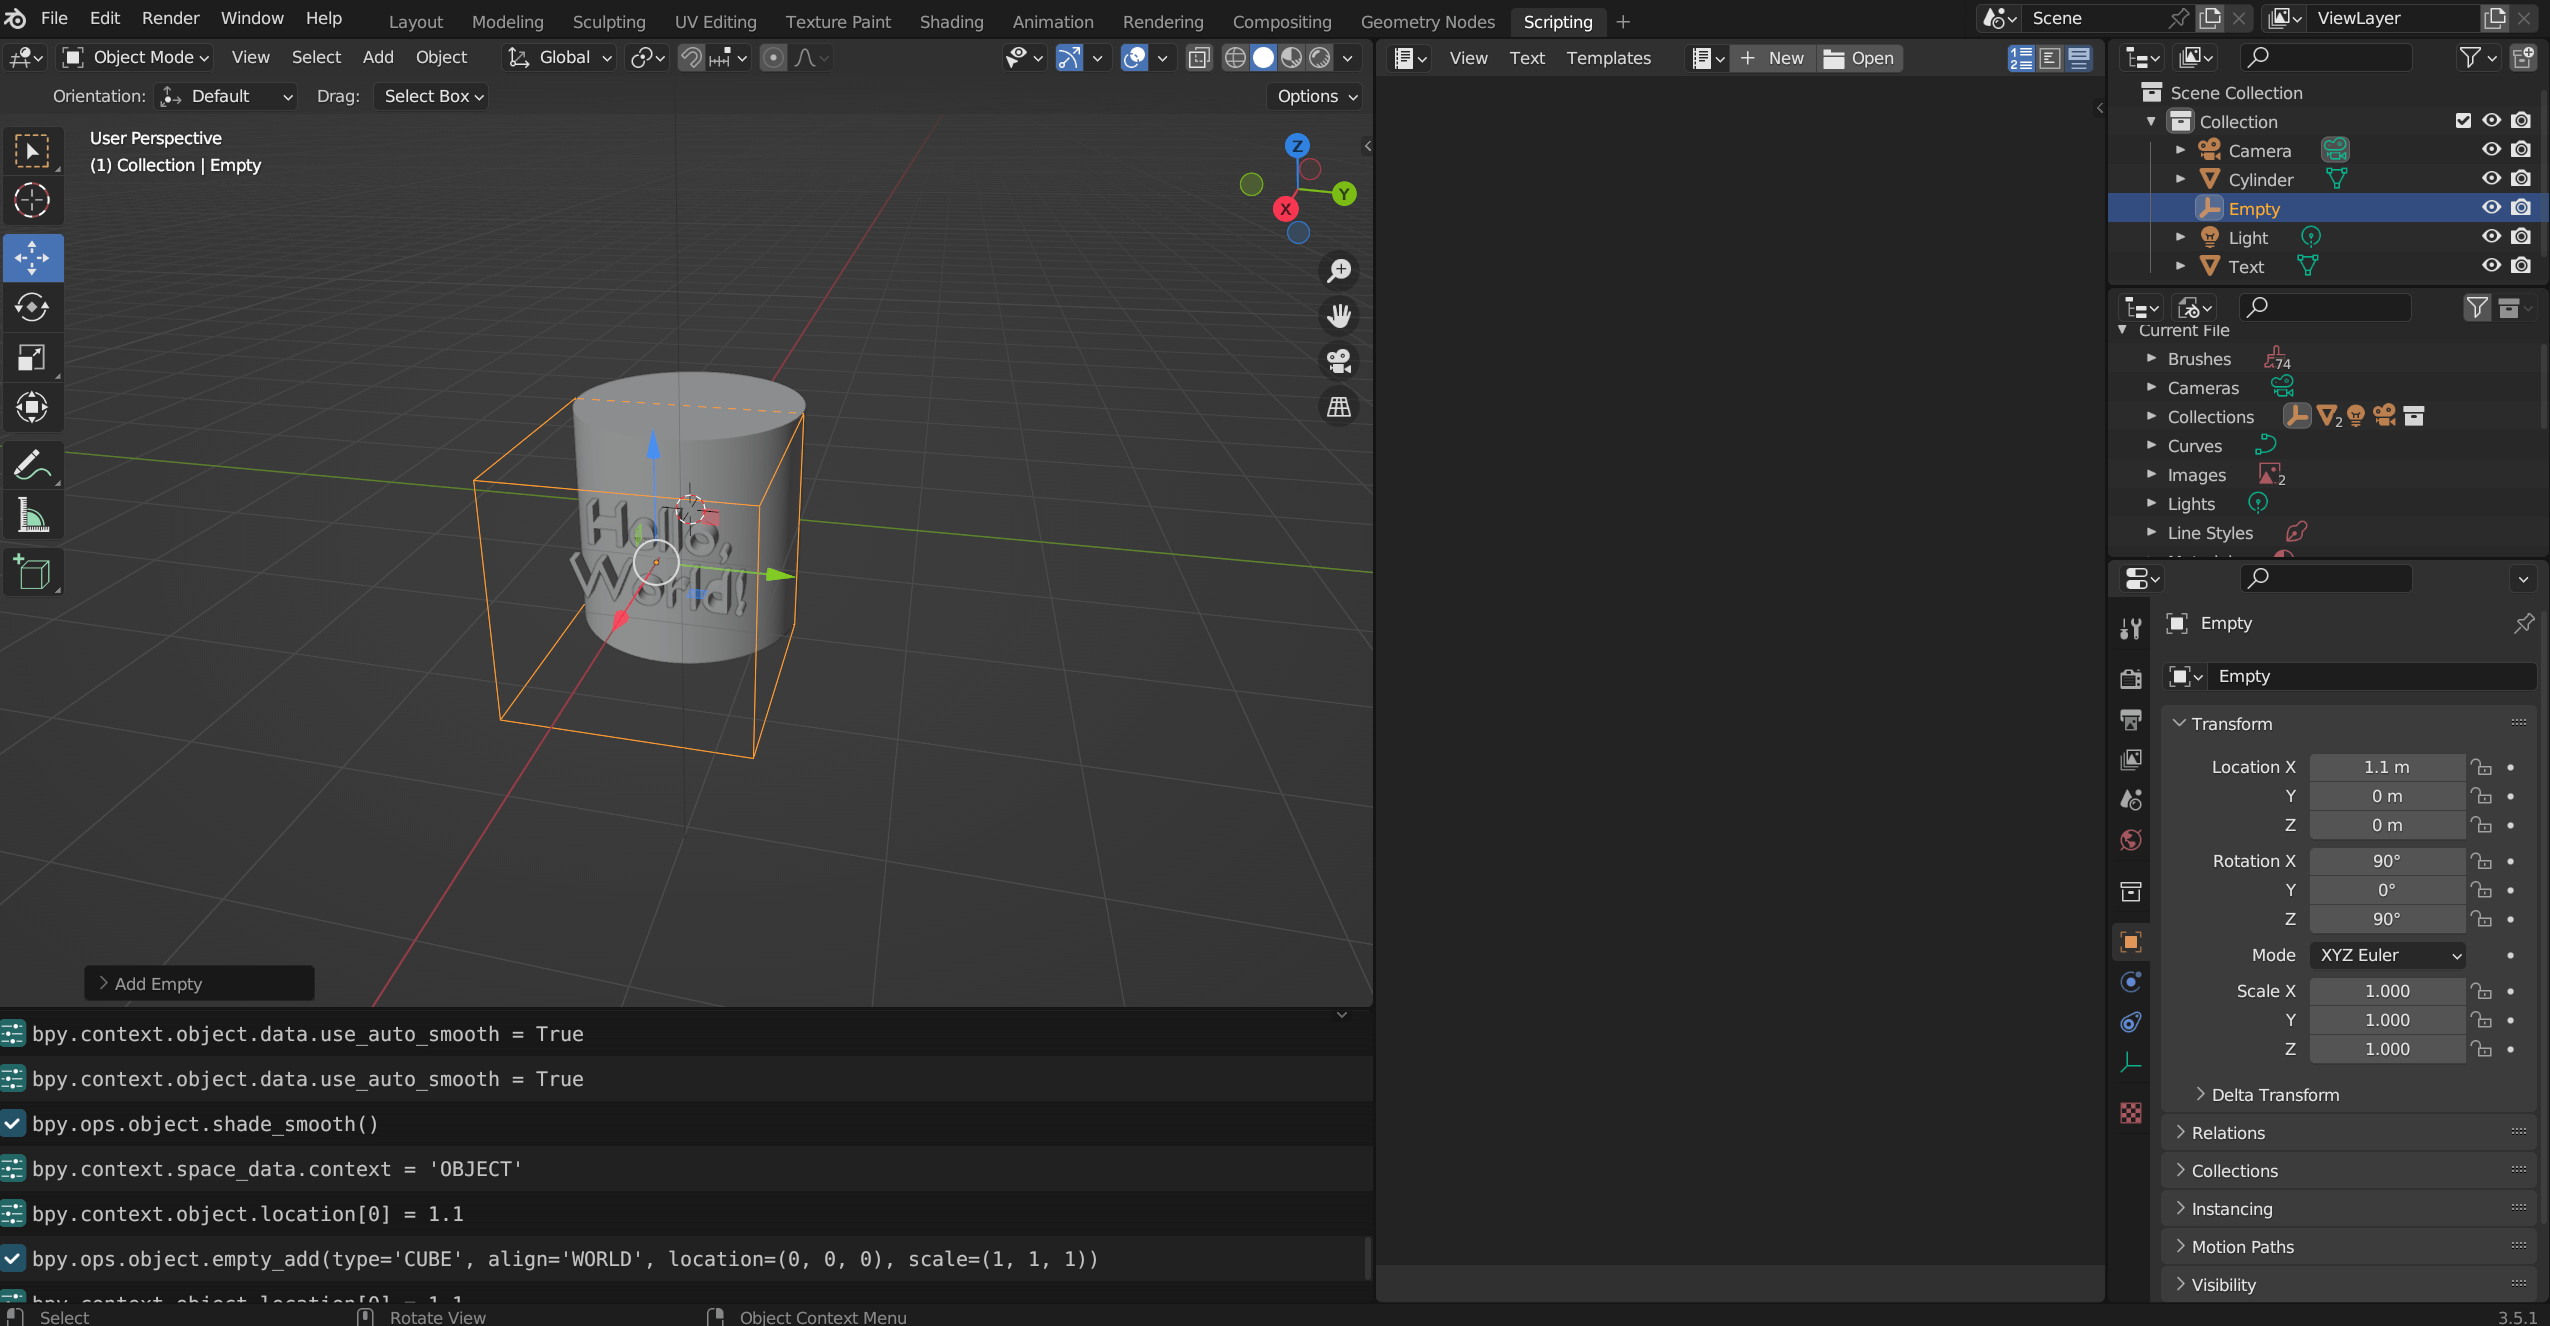 File Edit Render Window Help Layout Modeling Sculpting UV Editing Texture Paint Shading Animation Rendering Compositing Geometry Nodes Scripting + Scene ViewLayer
Object Mode View Select Add Object Global
View Text Templates + New Open
Orientation: Default Drag: Select Box Options
User Perspective
(1) Collection | Empty
Z
Y
X
Hello,
World!
Add Empty
bpy.context.object.data.use_auto_smooth = True
bpy.context.object.data.use_auto_smooth = True
bpy.ops.object.shade_smooth()
bpy.context.space_data.context = 'OBJECT'
bpy.context.object.location[0] = 1.1
bpy.ops.object.empty_add(type='CUBE', align='WORLD', location=(0, 0, 0), scale=(1, 1, 1))
bpy.context.object.location[0] = 1.1
Scene Collection
Collection
Camera
Cylinder
Empty
Light
Text
Current File
Brushes 74
Cameras
Collections 2
Curves
Images 2
Lights
Line Styles
Empty
Empty
Transform
Location X 1.1 m
Y 0 m
Z 0 m
Rotation X 90°
Y 0°
Z 90°
Mode XYZ Euler
Scale X 1.000
Y 1.000
Z 1.000
Delta Transform
Relations
Collections
Instancing
Motion Paths
Visibility
Select Rotate View Object Context Menu 3.5.1